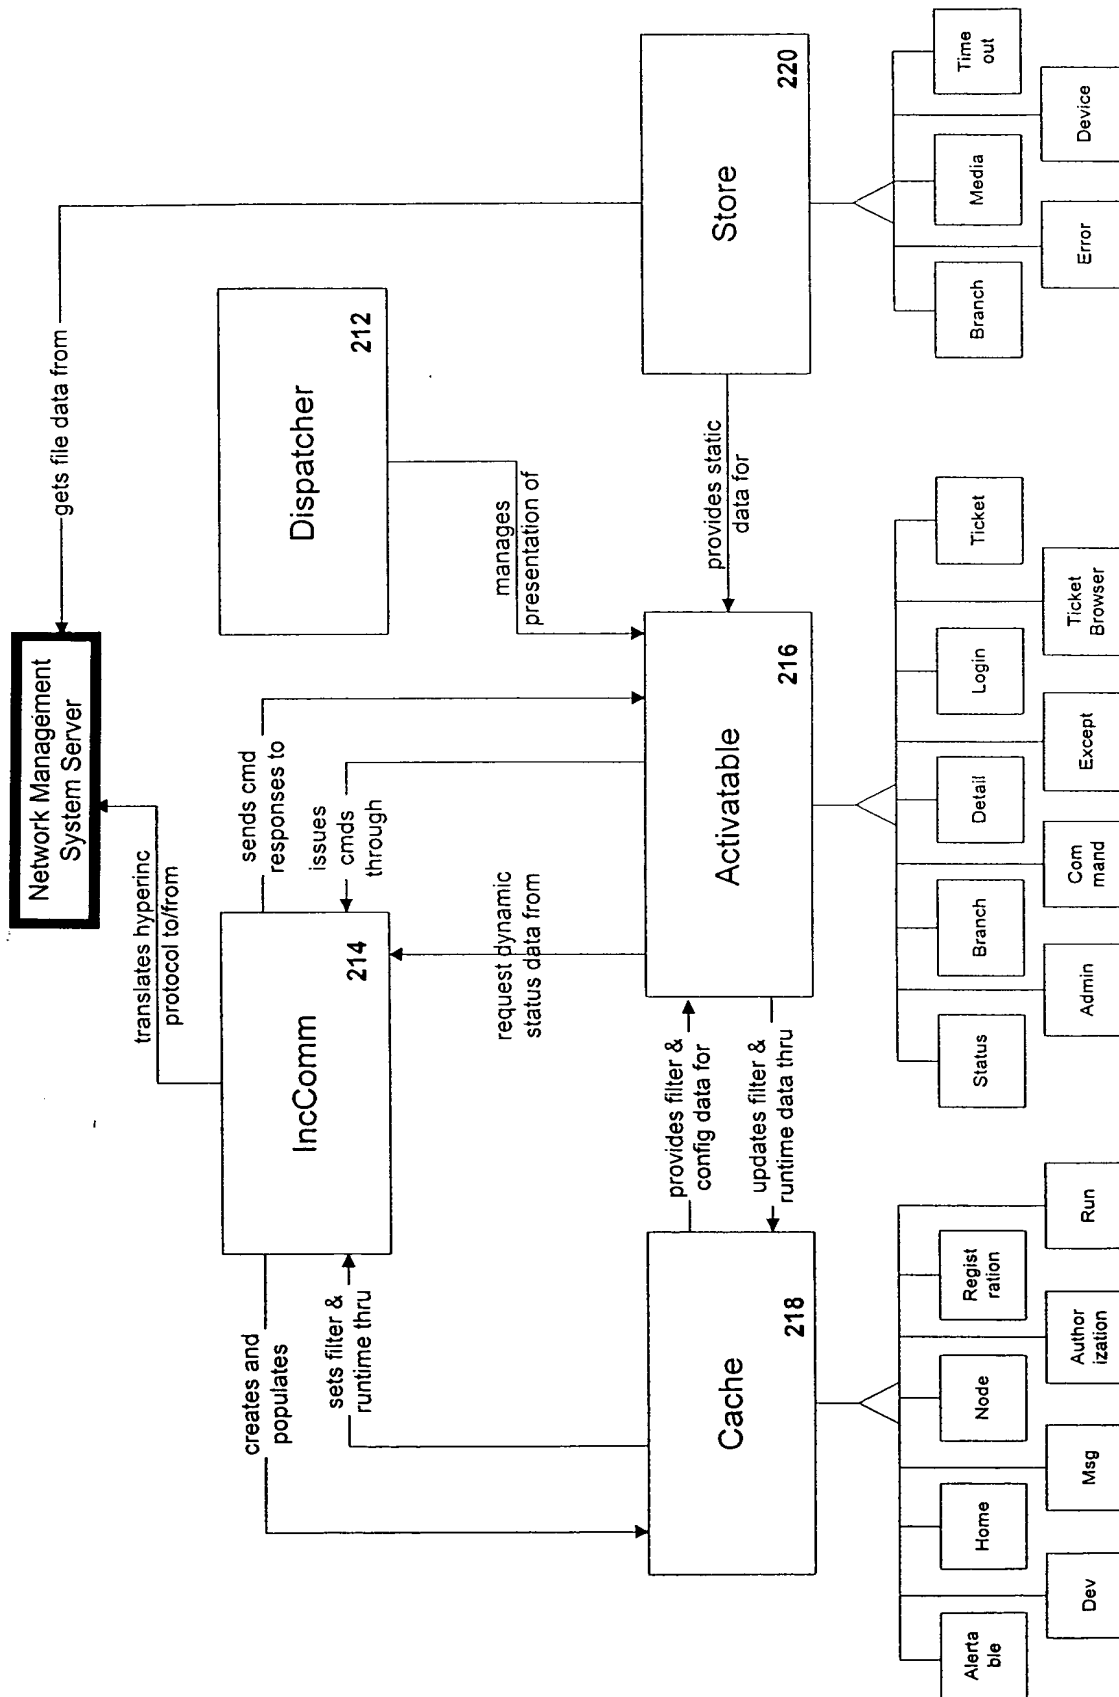 Network Management
System Server
translates hyperinc
protocol to/from
gets file data from
creates and
populates
IncComm
214
sends cmd
responses to
issues
cmds
through
Dispatcher
212
sets filter &
runtime thru
request dynamic
status data from
manages
presentation of
Cache
218
provides filter &
config data for
updates filter &
runtime data thru
Activatable
216
provides static
data for
Store
220
Alerta
ble
Home
Node
Regist
ration
Dev
Msg
Author
ization
Run
Status
Branch
Detail
Login
Ticket
Admin
Com
mand
Except
Ticket
Browser
Branch
Media
Time
out
Error
Device